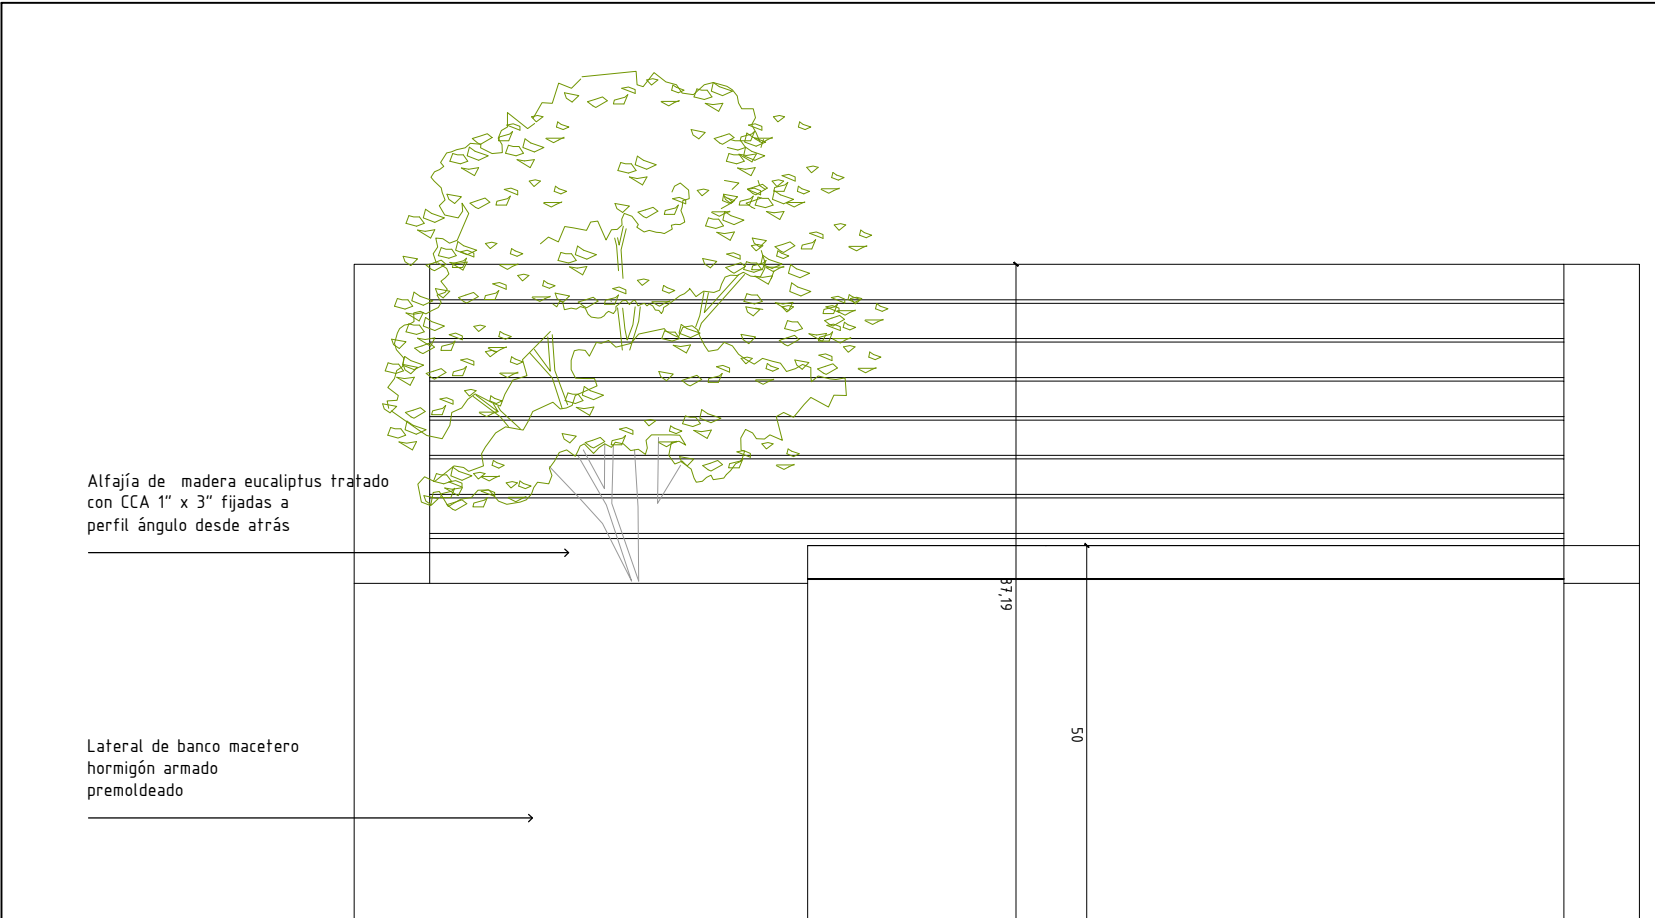 Alfajía de madera eucaliptus tratado
con CCA 1" x 3" fijadas a
perfil ángulo desde atrás
37,19
50
Lateral de banco macetero
hormigón armado
premoldeado